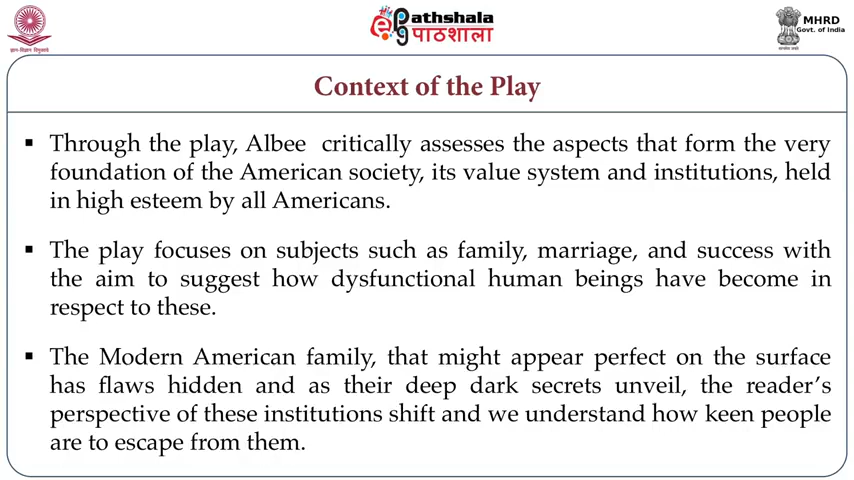 ePathshala
पाठशाला
MHRD
Govt. of India
Context of the Play
▪ Through the play, Albee critically assesses the aspects that form the very
foundation of the American society, its value system and institutions, held
in high esteem by all Americans.
▪ The play focuses on subjects such as family, marriage, and success with
the aim to suggest how dysfunctional human beings have become in
respect to these.
▪ The Modern American family, that might appear perfect on the surface
has flaws hidden and as their deep dark secrets unveil, the reader's
perspective of these institutions shift and we understand how keen people
are to escape from them.